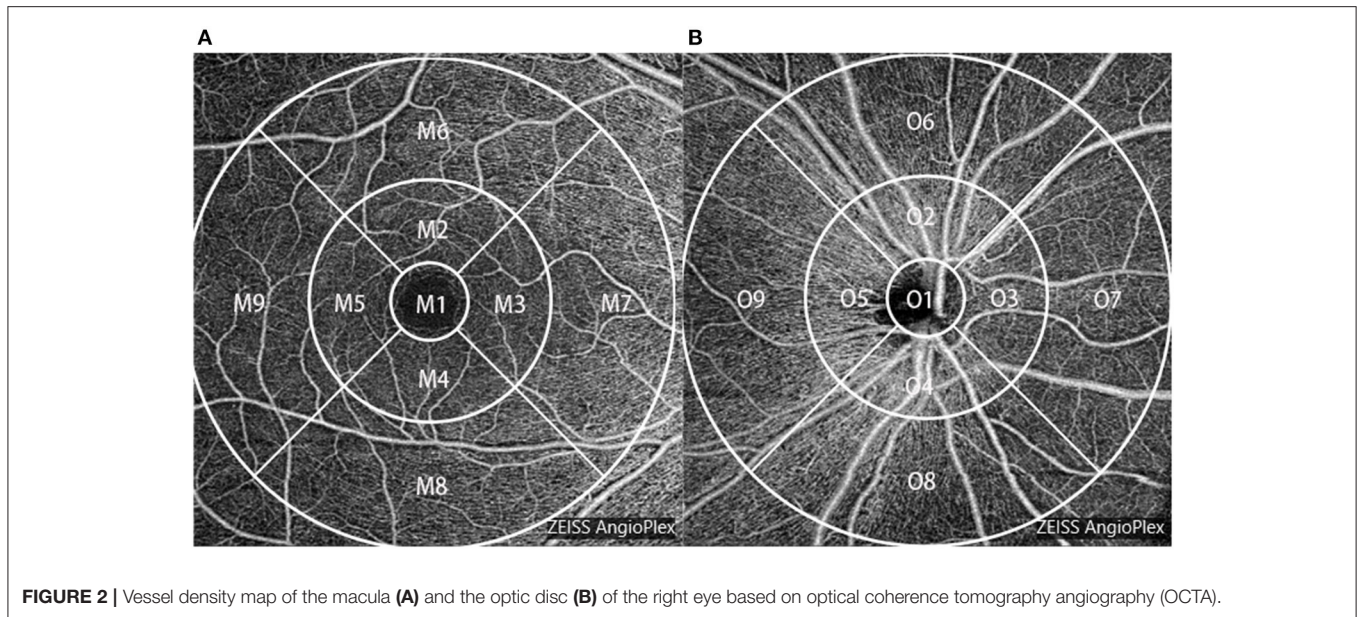 A
B
M6
O6
M2
O2
M9 M5 M1 M3 M7
O9 O5 O1 O3 O7
M4
O4
M8
O8
ZEISS AngioPlex
ZEISS AngioPlex
FIGURE 2 | Vessel density map of the macula (A) and the optic disc (B) of the right eye based on optical coherence tomography angiography (OCTA).